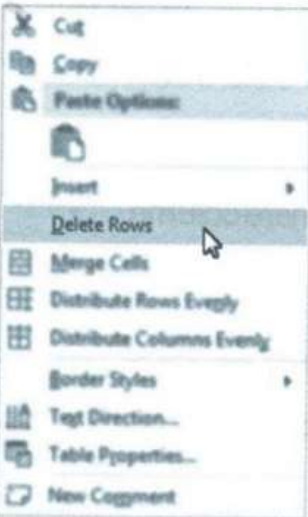 Cut
Copy
Paste Options:
Insert
Delete Rows
Merge Cells
Distribute Rows Evenly
Distribute Columns Evenly
Border Styles
Text Direction...
Table Properties...
New Comment